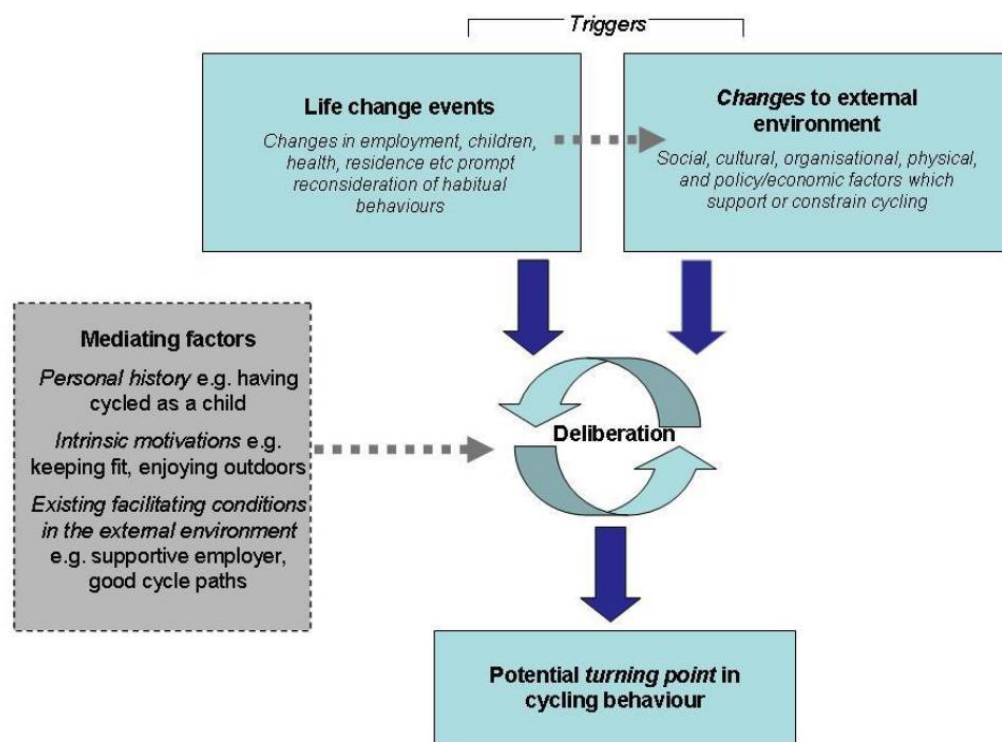 Triggers
Life change events
Changes in employment, children,
health, residence etc prompt
reconsideration of habitual
behaviours
Changes to external
environment
Social, cultural, organisational, physical,
and policy/economic factors which
support or constrain cycling
Mediating factors
Personal history e.g. having
cycled as a child
Intrinsic motivations e.g.
keeping fit, enjoying outdoors
Existing facilitating conditions
in the external environment
e.g. supportive employer,
good cycle paths
Deliberation
Potential turning point in
cycling behaviour